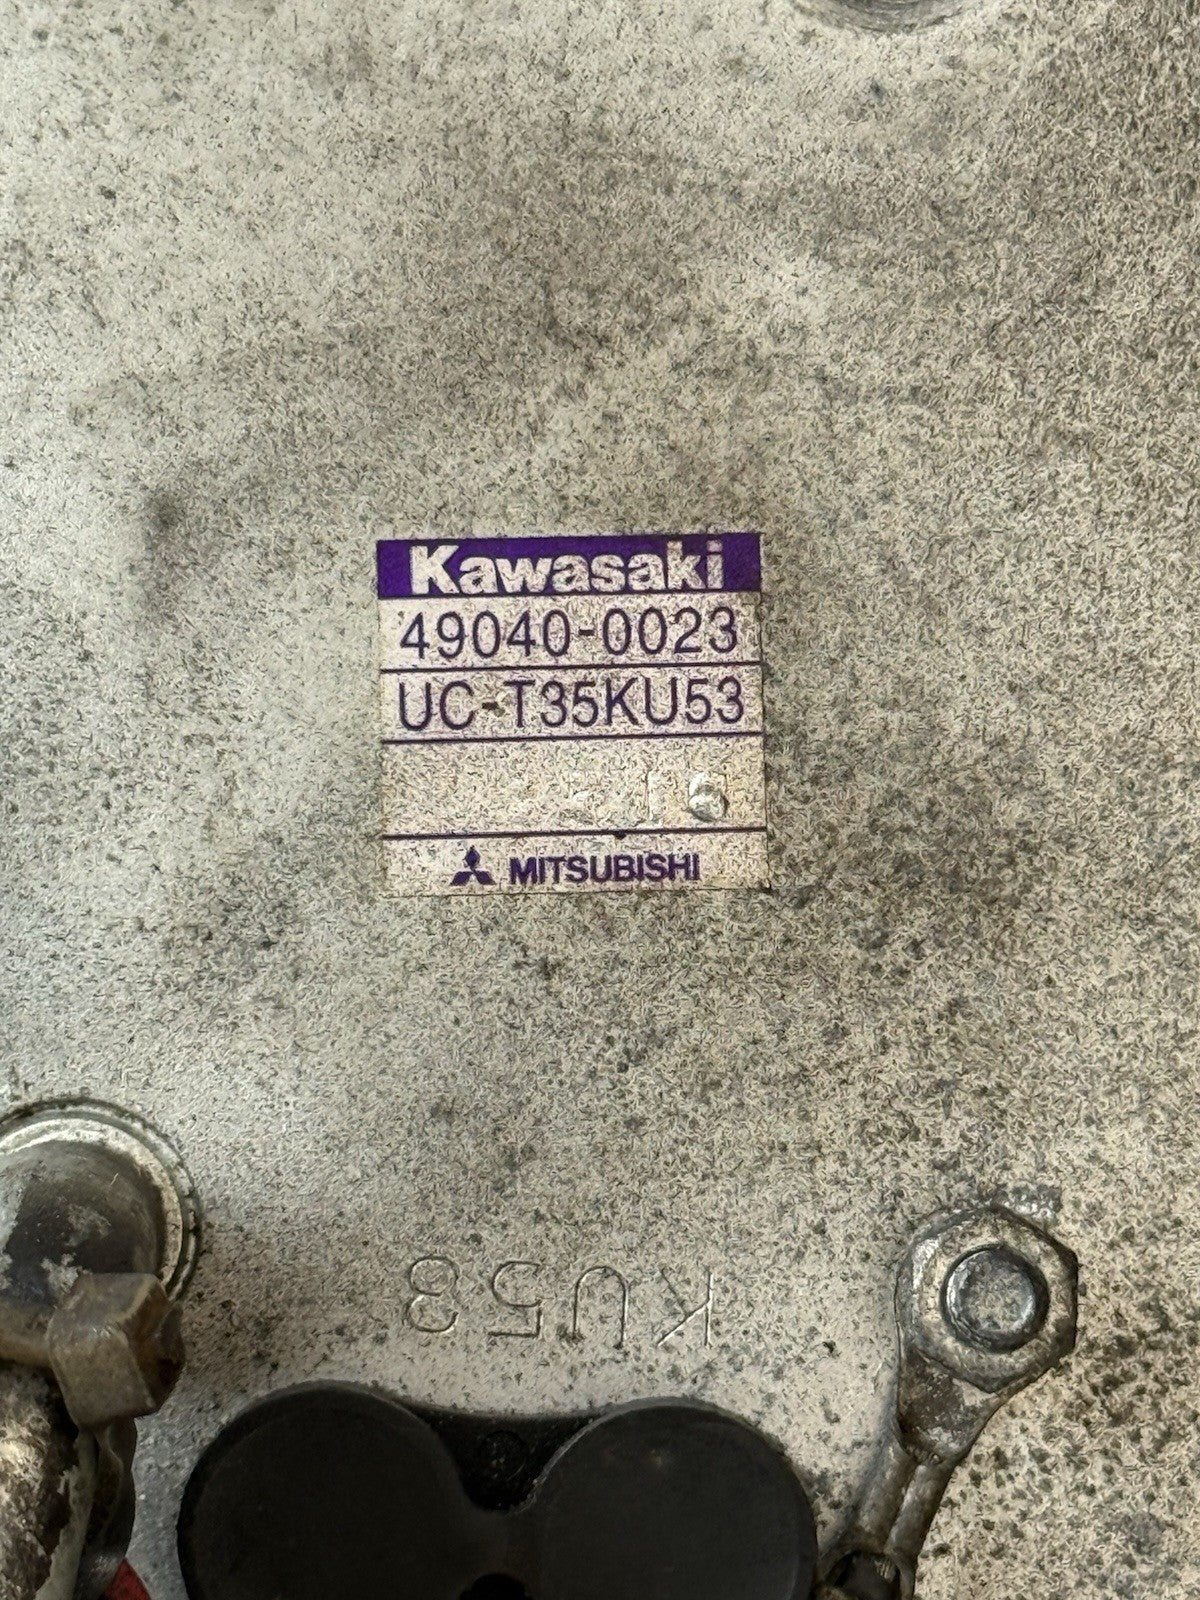 Kawasaki
49040-0023
UC-T35KU53
MITSUBISHI
KU53